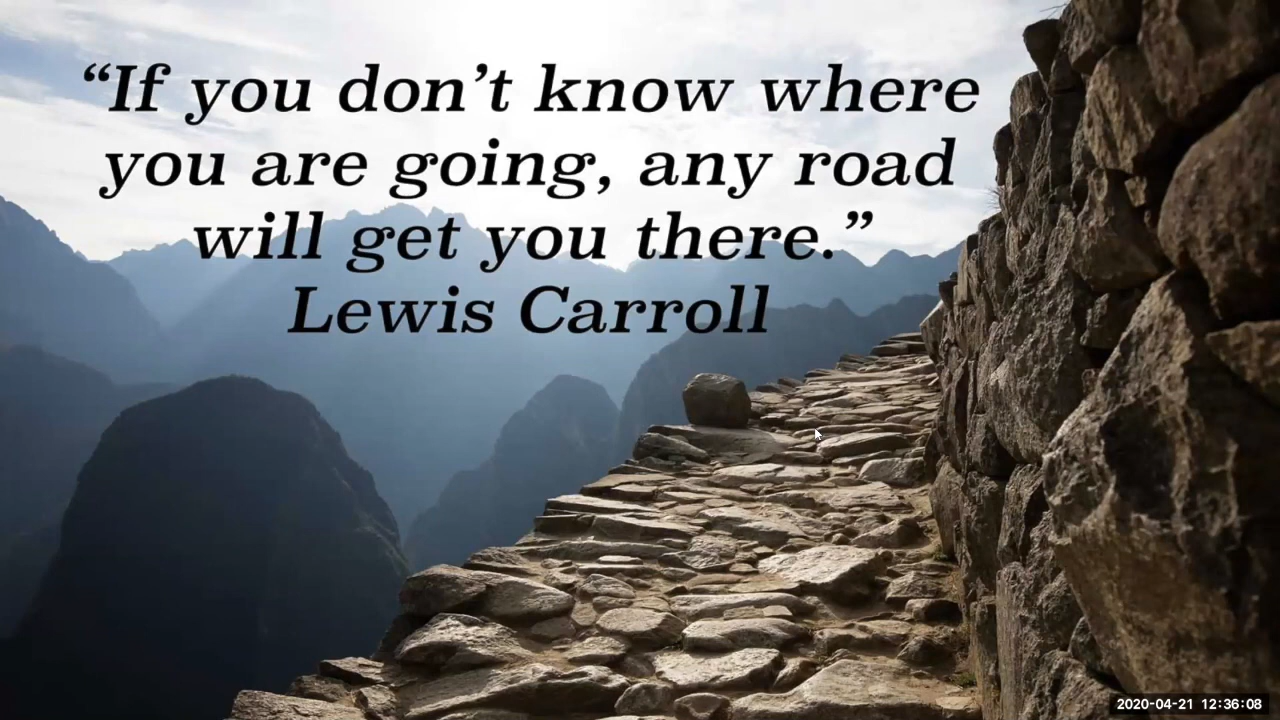 “If you don’t know where
you are going, any road
will get you there.”
Lewis Carroll
2020-04-21 12:36:08